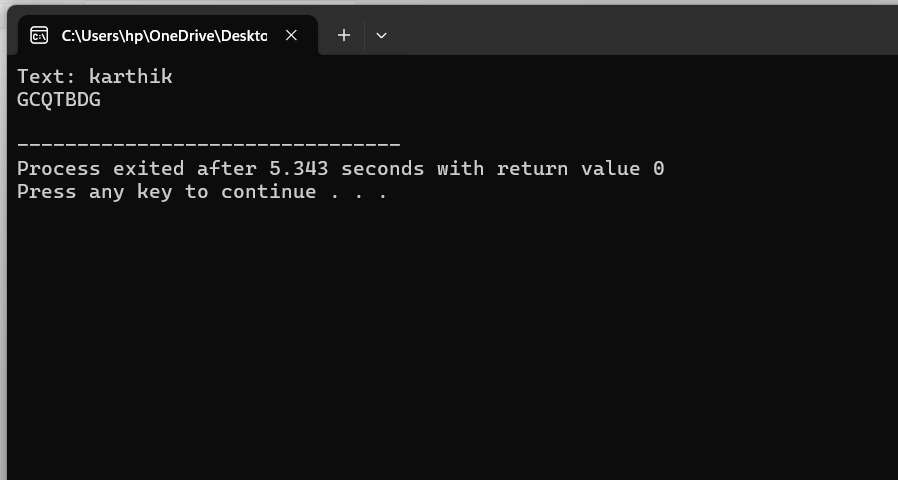 C:\Users\hp\OneDrive\Deskto
Text: karthik
GCQTBDG
--------------------------------
Process exited after 5.343 seconds with return value 0
Press any key to continue . . .